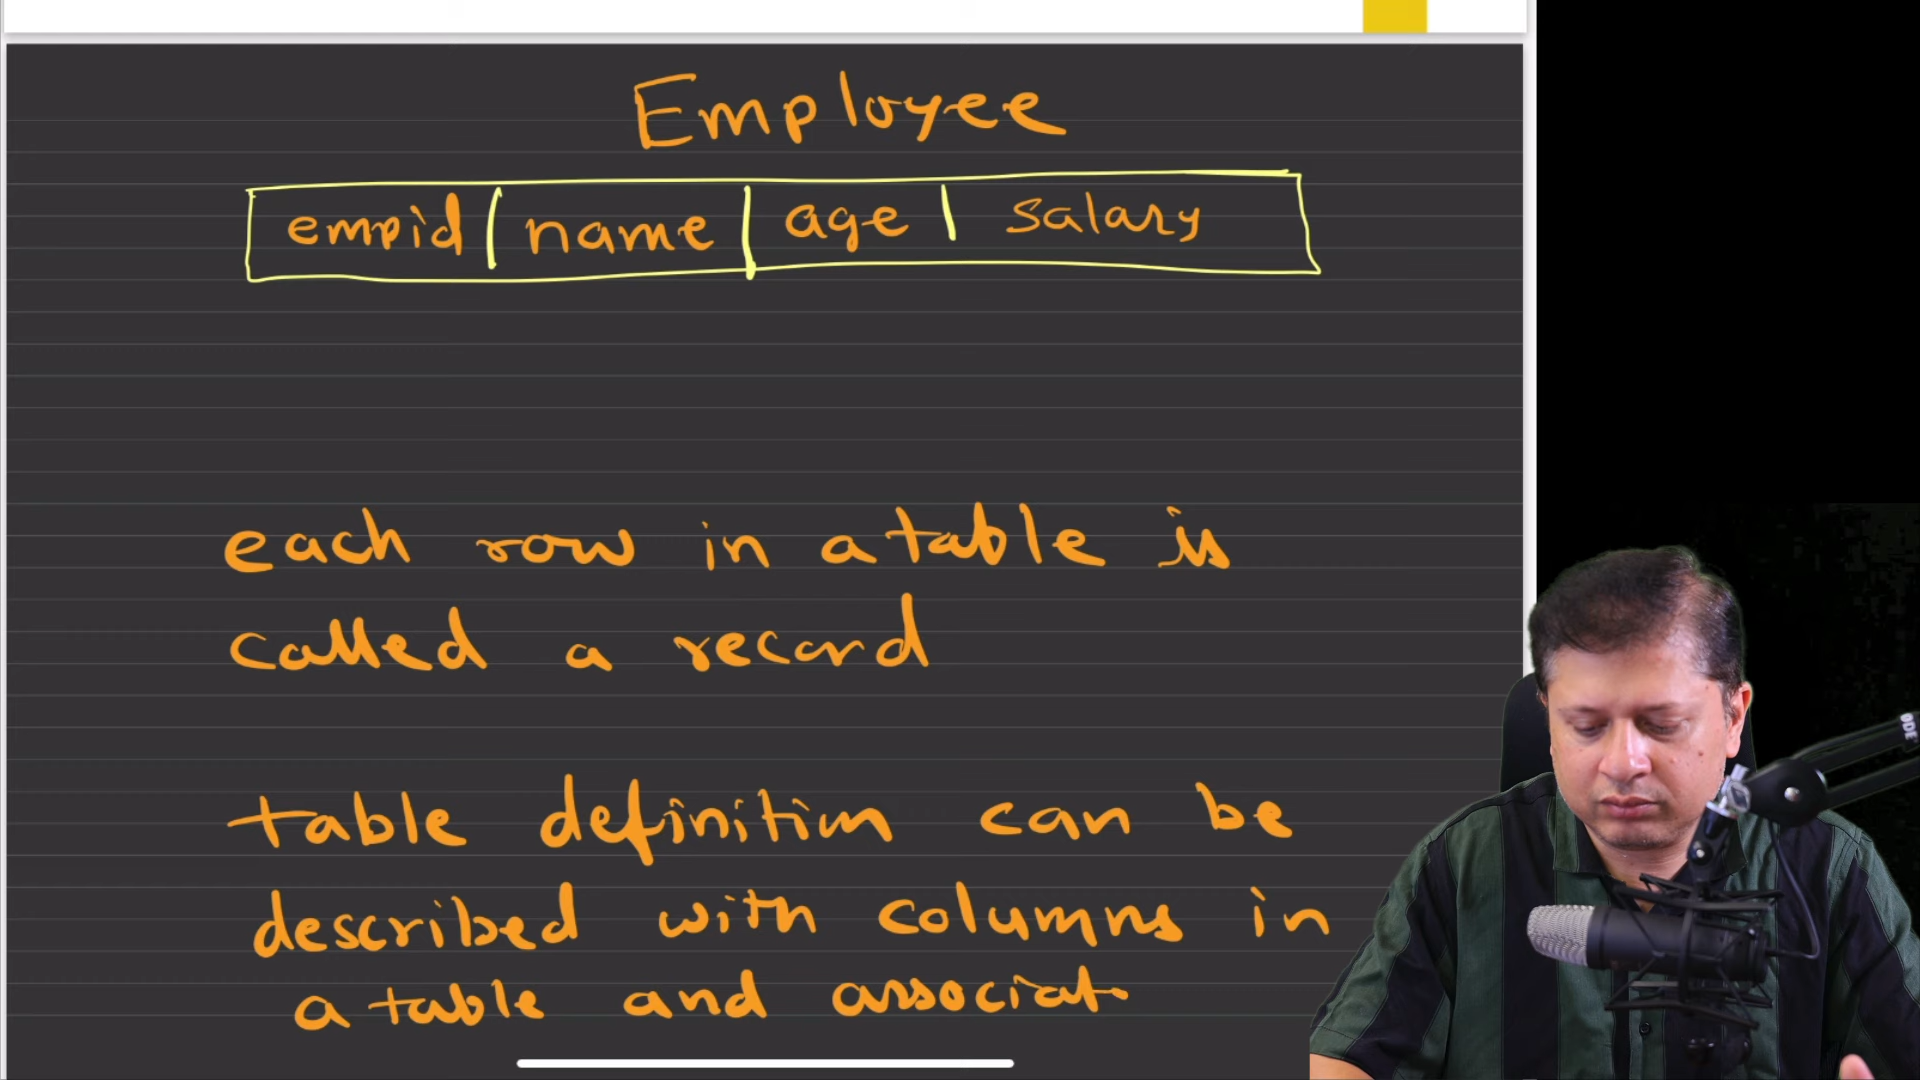 Employee
empid name age salary
each row in a table is
called a record
table definition can be
described with columns in
a table and associat